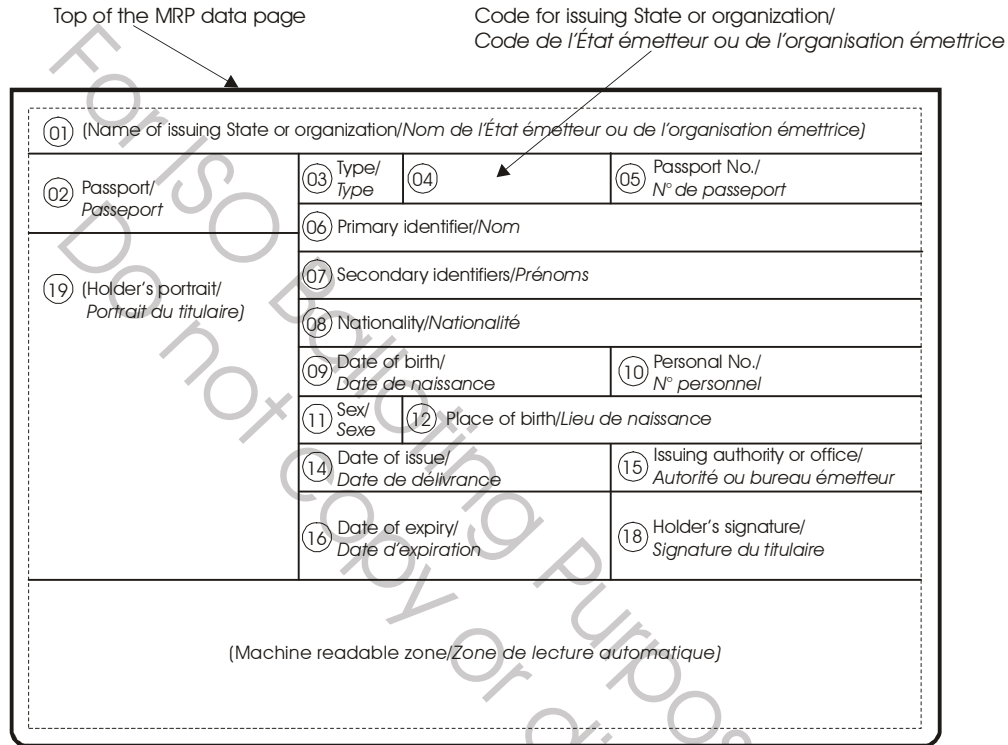 Top of the MRP data page
Code for issuing State or organization/
Code de l'État émetteur ou de l'organisation émettrice
01 (Name of issuing State or organization/Nom de l'État émetteur ou de l'organisation émettrice)
02 Passport/
Passeport
03 Type/
Type
04
05 Passport No./
N° de passeport
06 Primary identifier/Nom
07 Secondary identifiers/Prénoms
19 (Holder's portrait/
Portrait du titulaire)
08 Nationality/Nationalité
09 Date of birth/
Date de naissance
10 Personal No./
N° personnel
11 Sex/
Sexe
12 Place of birth/Lieu de naissance
14 Date of issue/
Date de délivrance
15 Issuing authority or office/
Autorité ou bureau émetteur
16 Date of expiry/
Date d'expiration
18 Holder's signature/
Signature du titulaire
(Machine readable zone/Zone de lecture automatique)
For ISO Balloting Purpos
Do not copy or di